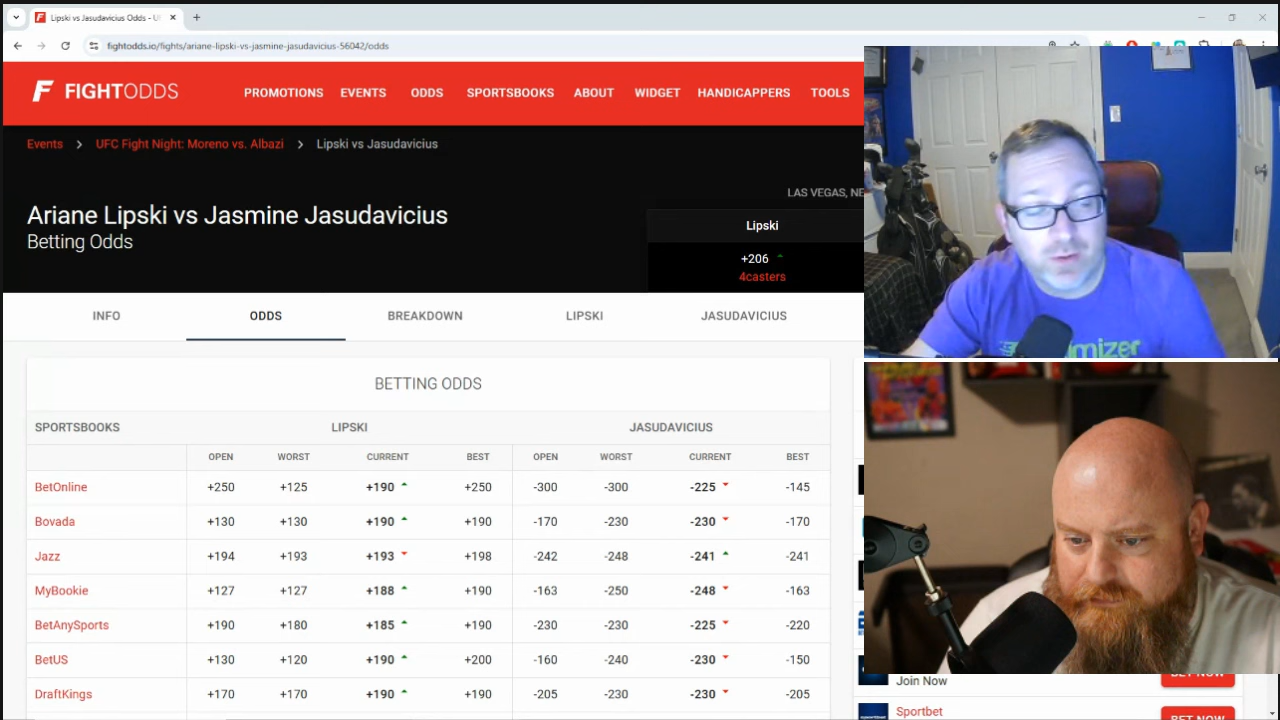 Lipski vs Jasudavicius Odds - U
fightodds.io/fights/ariane-lipski-vs-jasmine-jasudavicius-56042/odds
FIGHTODDS PROMOTIONS EVENTS ODDS SPORTSBOOKS ABOUT WIDGET HANDICAPPERS TOOLS
Events > UFC Fight Night: Moreno vs. Albazi > Lipski vs Jasudavicius
LAS VEGAS, NE
Ariane Lipski vs Jasmine Jasudavicius
Betting Odds
Lipski
+206
4casters
INFO ODDS BREAKDOWN LIPSKI JASUDAVICIUS
BETTING ODDS
SPORTSBOOKS LIPSKI JASUDAVICIUS
OPEN WORST CURRENT BEST OPEN WORST CURRENT BEST
BetOnline +250 +125 +190 +250 -300 -300 -225 -145
Bovada +130 +130 +190 +190 -170 -230 -230 -170
Jazz +194 +193 +193 +198 -242 -248 -241 -241
MyBookie +127 +127 +188 +190 -163 -250 -248 -163
BetAnySports +190 +180 +185 +190 -230 -230 -225 -220
BetUS +130 +120 +190 +200 -160 -240 -230 -150
DraftKings +170 +170 +190 +190 -205 -230 -230 -205
Join Now
BET NOW
Sportbet
BET NOW
mizer